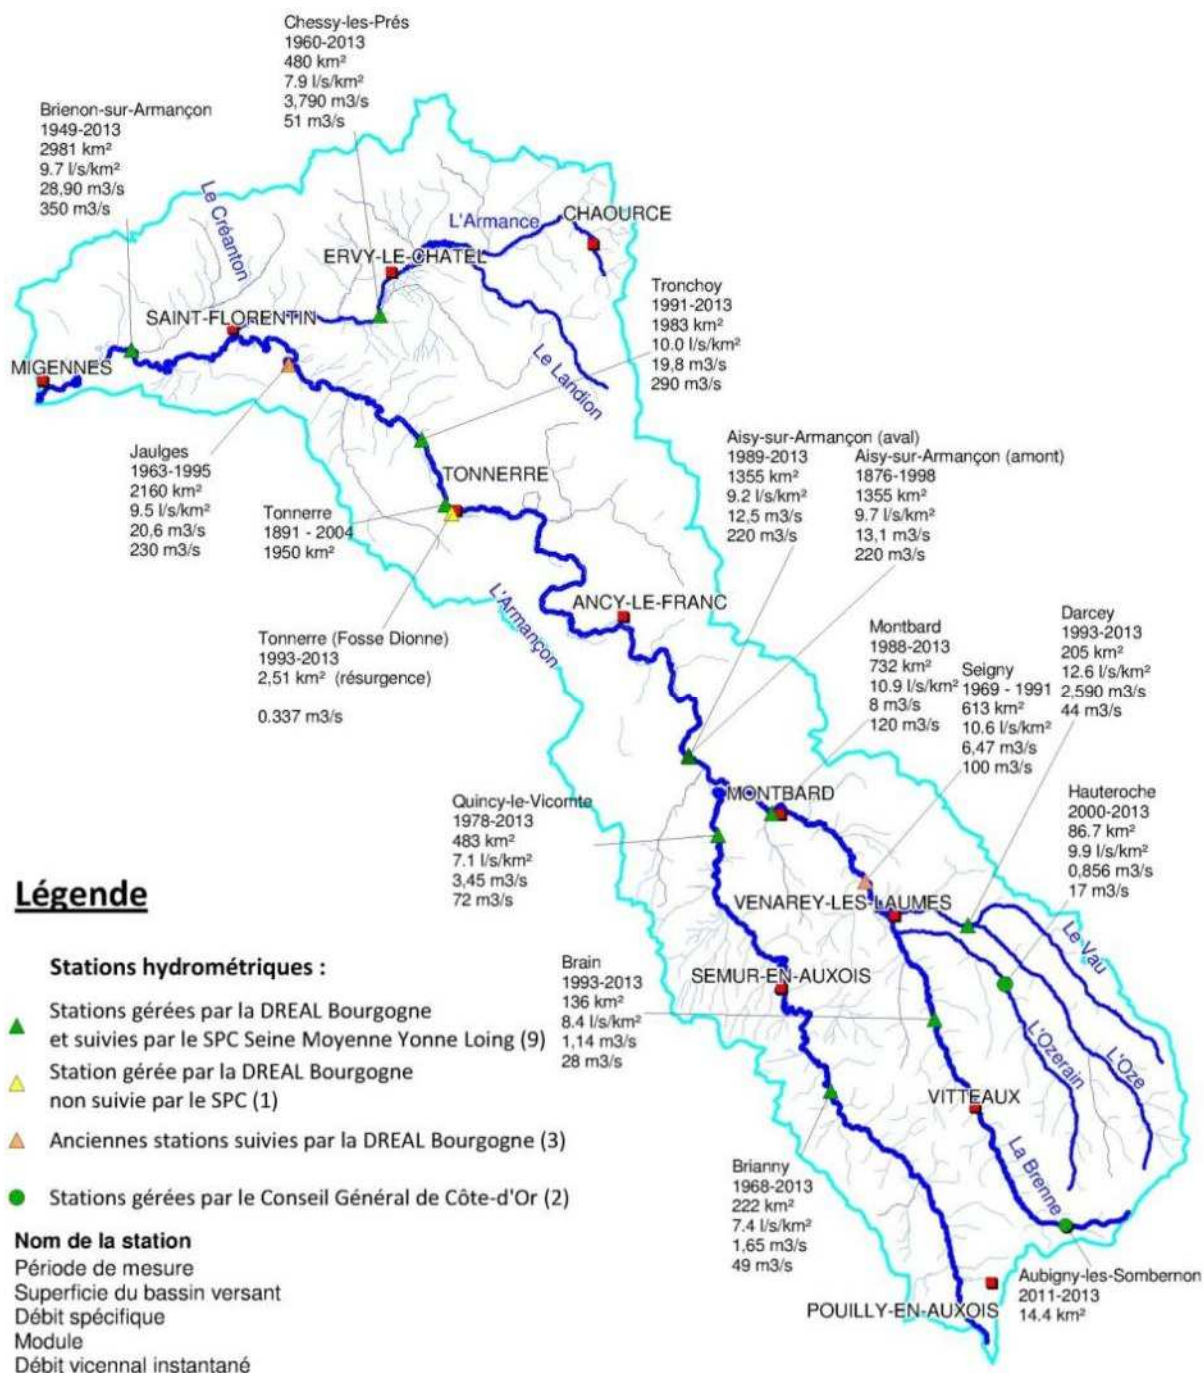 Chessy-les-Prés
1960-2013
480 km²
7.9 l/s/km²
3,790 m3/s
51 m3/s
Brienon-sur-Armançon
1949-2013
2981 km²
9.7 l/s/km²
28,90 m3/s
350 m3/s
Le Créanton
L'Armance
CHAOURCE
ERVY-LE-CHATEL
Tronchoy
1991-2013
1983 km²
10.0 l/s/km²
19,8 m3/s
290 m3/s
SAINT-FLORENTIN
MIGENNES
Le Landion
Jaulges
1963-1995
2160 km²
9.5 l/s/km²
20,6 m3/s
230 m3/s
TONNERRE
Tonnerre
1891 - 2004
1950 km²
Aisy-sur-Armançon (aval)
1989-2013
1355 km²
9.2 l/s/km²
12,5 m3/s
220 m3/s
Aisy-sur-Armançon (amont)
1876-1998
1355 km²
9.7 l/s/km²
13,1 m3/s
220 m3/s
L'Armançon
ANCY-LE-FRANC
Tonnerre (Fosse Dionne)
1993-2013
2,51 km² (résurgence)
0.337 m3/s
Montbard
1988-2013
732 km²
10.9 l/s/km²
8 m3/s
120 m3/s
Seigny
1969 - 1991
613 km²
10.6 l/s/km²
6,47 m3/s
100 m3/s
Darcey
1993-2013
205 km²
12.6 l/s/km²
2,590 m3/s
44 m3/s
Quincy-le-Vicomte
1978-2013
483 km²
7.1 l/s/km²
3,45 m3/s
72 m3/s
MONTBARD
Hauteroche
2000-2013
86.7 km²
9.9 l/s/km²
0,856 m3/s
17 m3/s
VENAREY-LES-LAUMES
Le Vau
SEMUR-EN-AUXOIS
Brain
1993-2013
136 km²
8.4 l/s/km²
1,14 m3/s
28 m3/s
L'Ozerain
L'Oze
VITTEAUX
La Brenne
Brianny
1968-2013
222 km²
7.4 l/s/km²
1,65 m3/s
49 m3/s
Aubigny-les-Sombernon
2011-2013
14.4 km²
POUILLY-EN-AUXOIS
Légende
Stations hydrométriques :
Stations gérées par la DREAL Bourgogne
et suivies par le SPC Seine Moyenne Yonne Loing (9)
Station gérée par la DREAL Bourgogne
non suivie par le SPC (1)
Anciennes stations suivies par la DREAL Bourgogne (3)
Stations gérées par le Conseil Général de Côte-d'Or (2)
Nom de la station
Période de mesure
Superficie du bassin versant
Débit spécifique
Module
Débit vicennal instantané